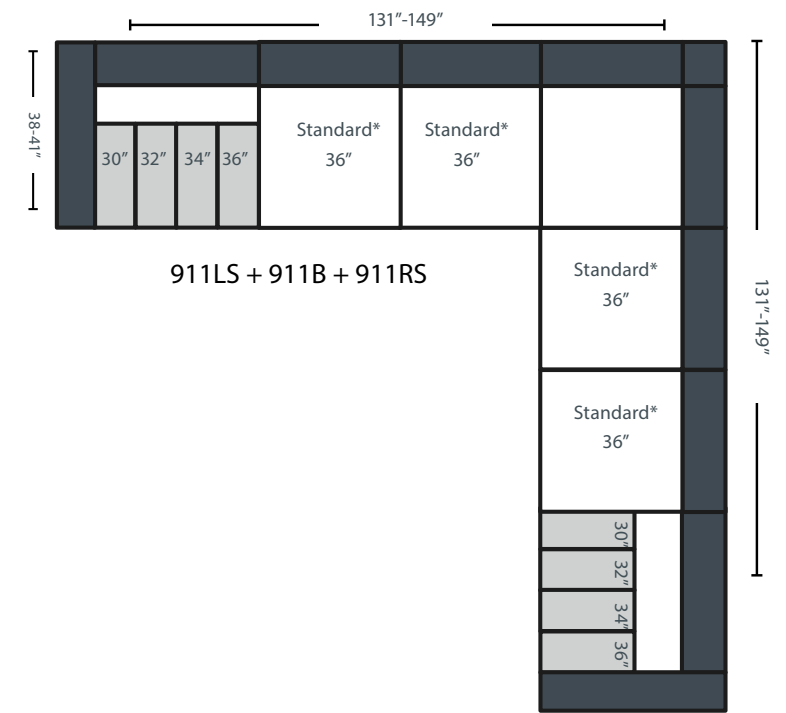 131”-149”
38-41”
Standard*
36”
Standard*
36”
30” 32” 34” 36”
911LS + 911B + 911RS
Standard*
36”
131”-149”
Standard*
36”
30”
32”
34”
36”